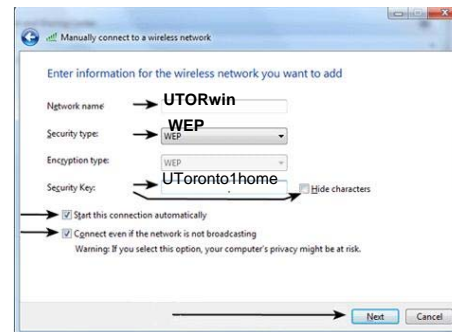 Manually connect to a wireless network
Enter information for the wireless network you want to add
Network name
UTORwin
Security type:
WEP
WEP
Encryption type:
WEP
Security Key:
UToronto1home
Hide characters
Start this connection automatically
Connect even if the network is not broadcasting
Warning: If you select this option, your computer's privacy might be at risk.
Next Cancel